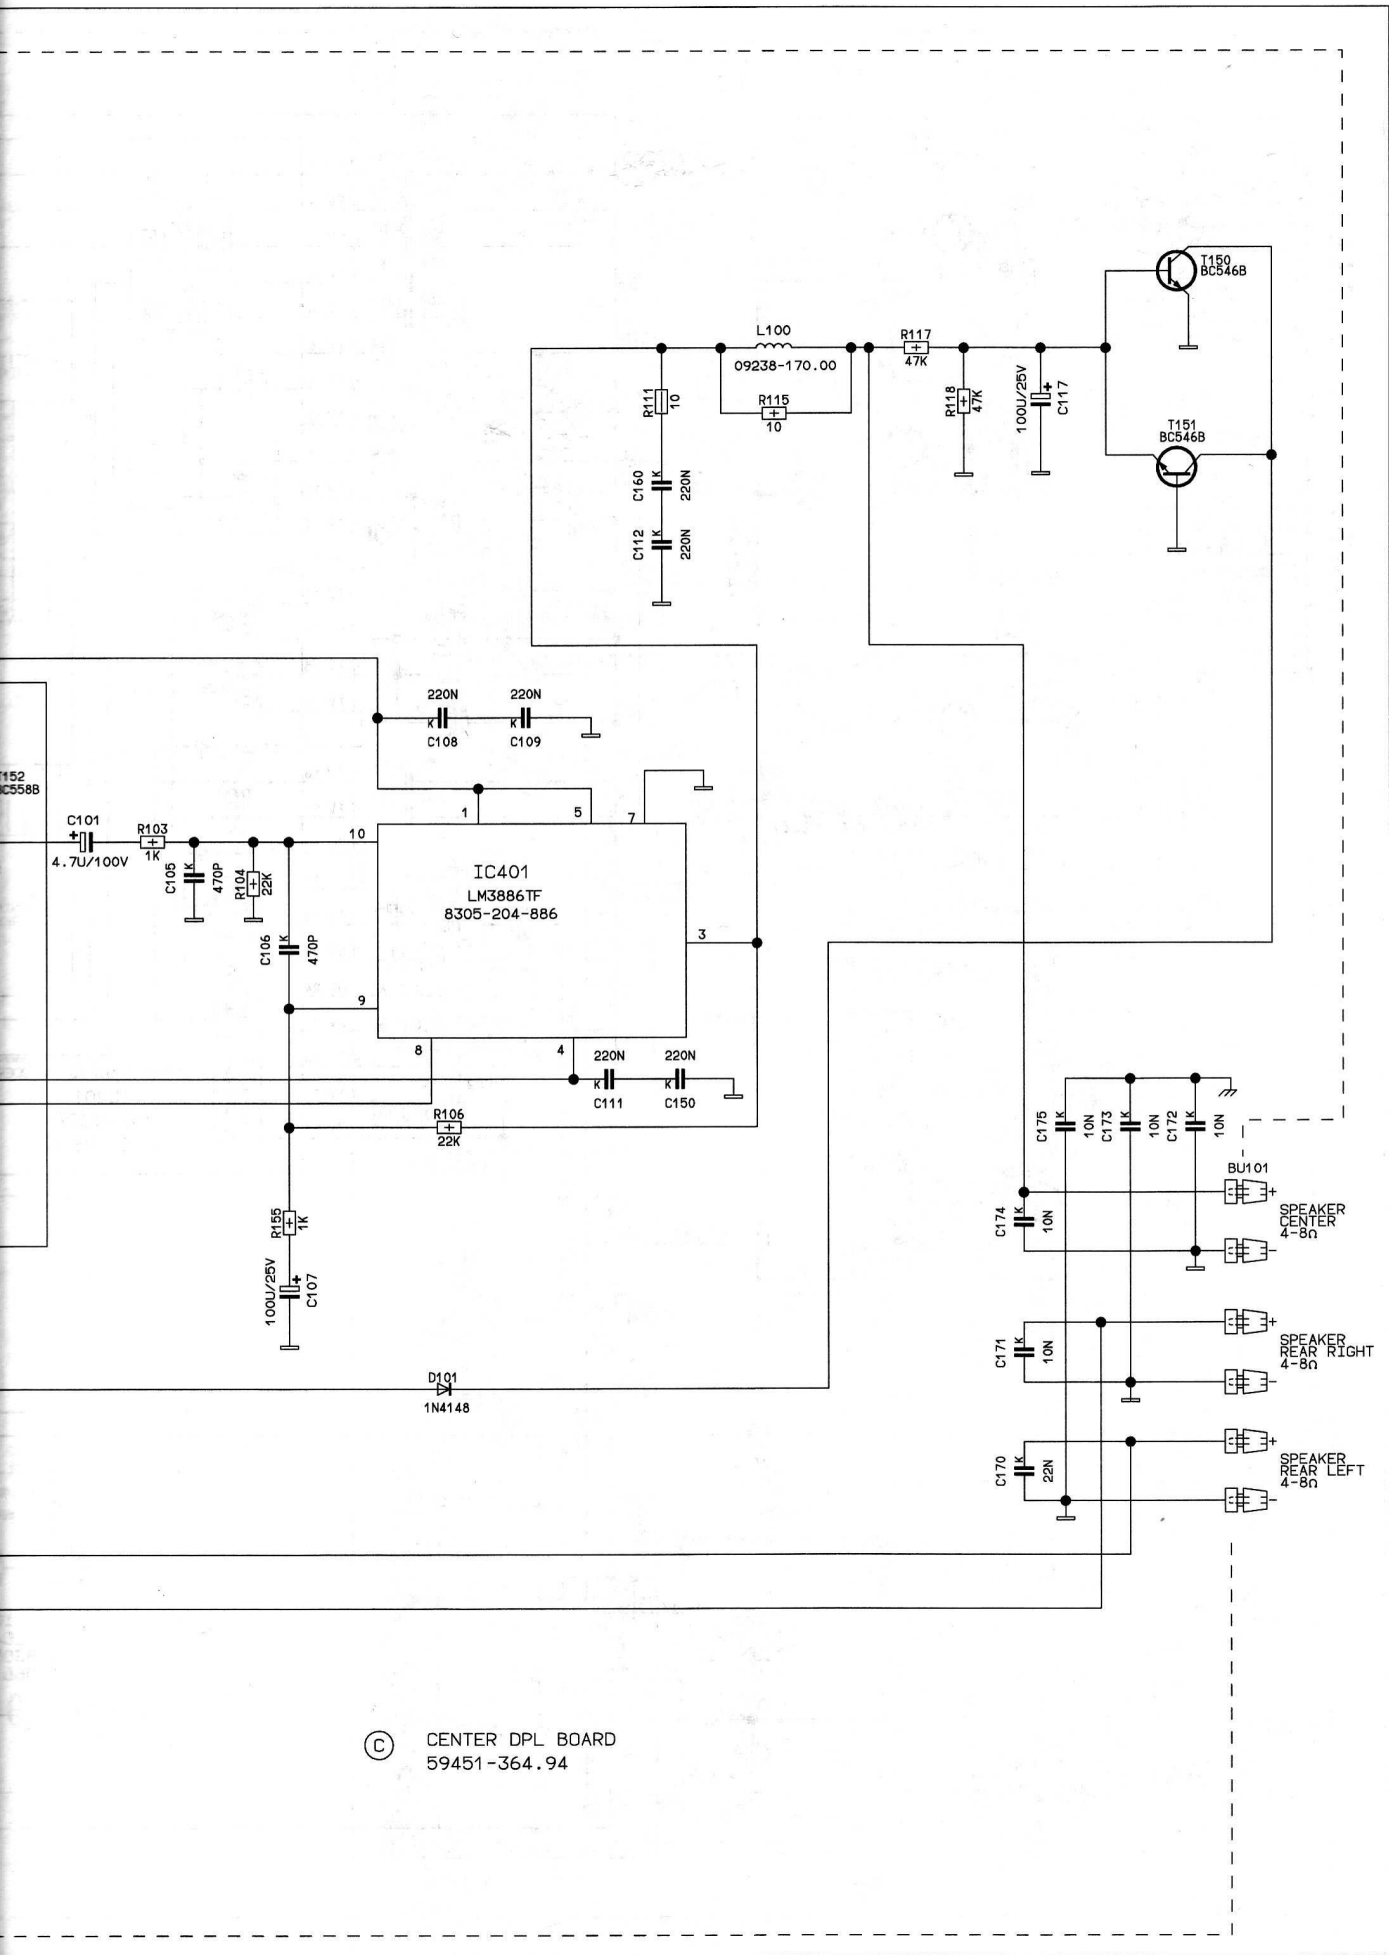 T150
BC546B
L100
09238-170.00
R117
47K
R111
10
R115
10
R118
47K
100U/25V
+
C117
T151
BC546B
C160
K
220N
C112
K
220N
220N
K
C108
220N
K
C109
152
C558B
C101
+
4.7U/100V
R103
1K
C105
K
470P
R104
22K
C106
K
470P
10
1
5
7
IC401
LM3886TF
8305-204-886
3
9
8
4
220N
K
C111
220N
K
C150
R106
22K
R155
1K
100U/25V
+
C107
D101
1N4148
C175
K
10N
C173
K
10N
C172
K
10N
BU101
C174
K
10N
+
SPEAKER
CENTER
4-8Ω
-
C171
K
10N
+
SPEAKER
REAR RIGHT
4-8Ω
-
C170
K
22N
+
SPEAKER
REAR LEFT
4-8Ω
-
C
CENTER DPL BOARD
59451-364.94